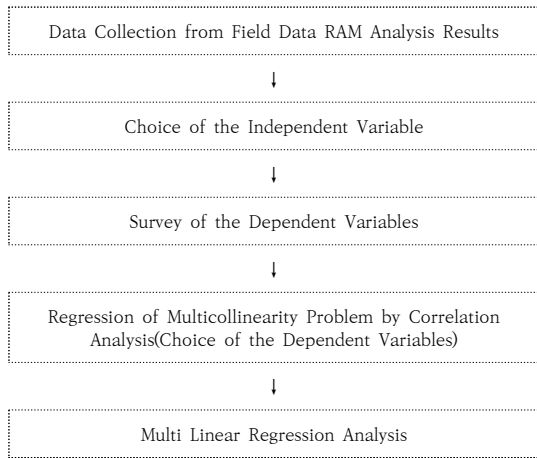 Data Collection from Field Data RAM Analysis Results
↓
Choice of the Independent Variable
↓
Survey of the Dependent Variables
↓
Regression of Multicollinearity Problem by Correlation
Analysis(Choice of the Dependent Variables)
↓
Multi Linear Regression Analysis